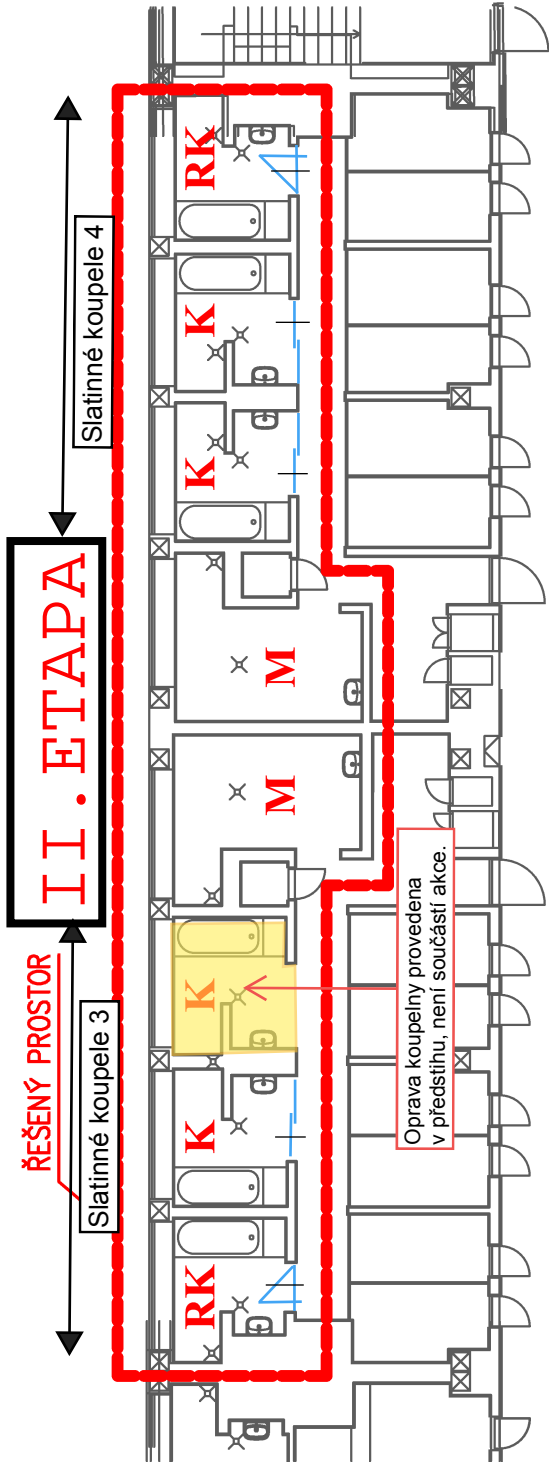 II.ETAPA
ŘEŠENÝ PROSTOR
Slatinné koupele 3
Slatinné koupele 4
RK
K
K
M
M
K
K
RK
Oprava koupelny provedena
v předstihu, není součástí akce.